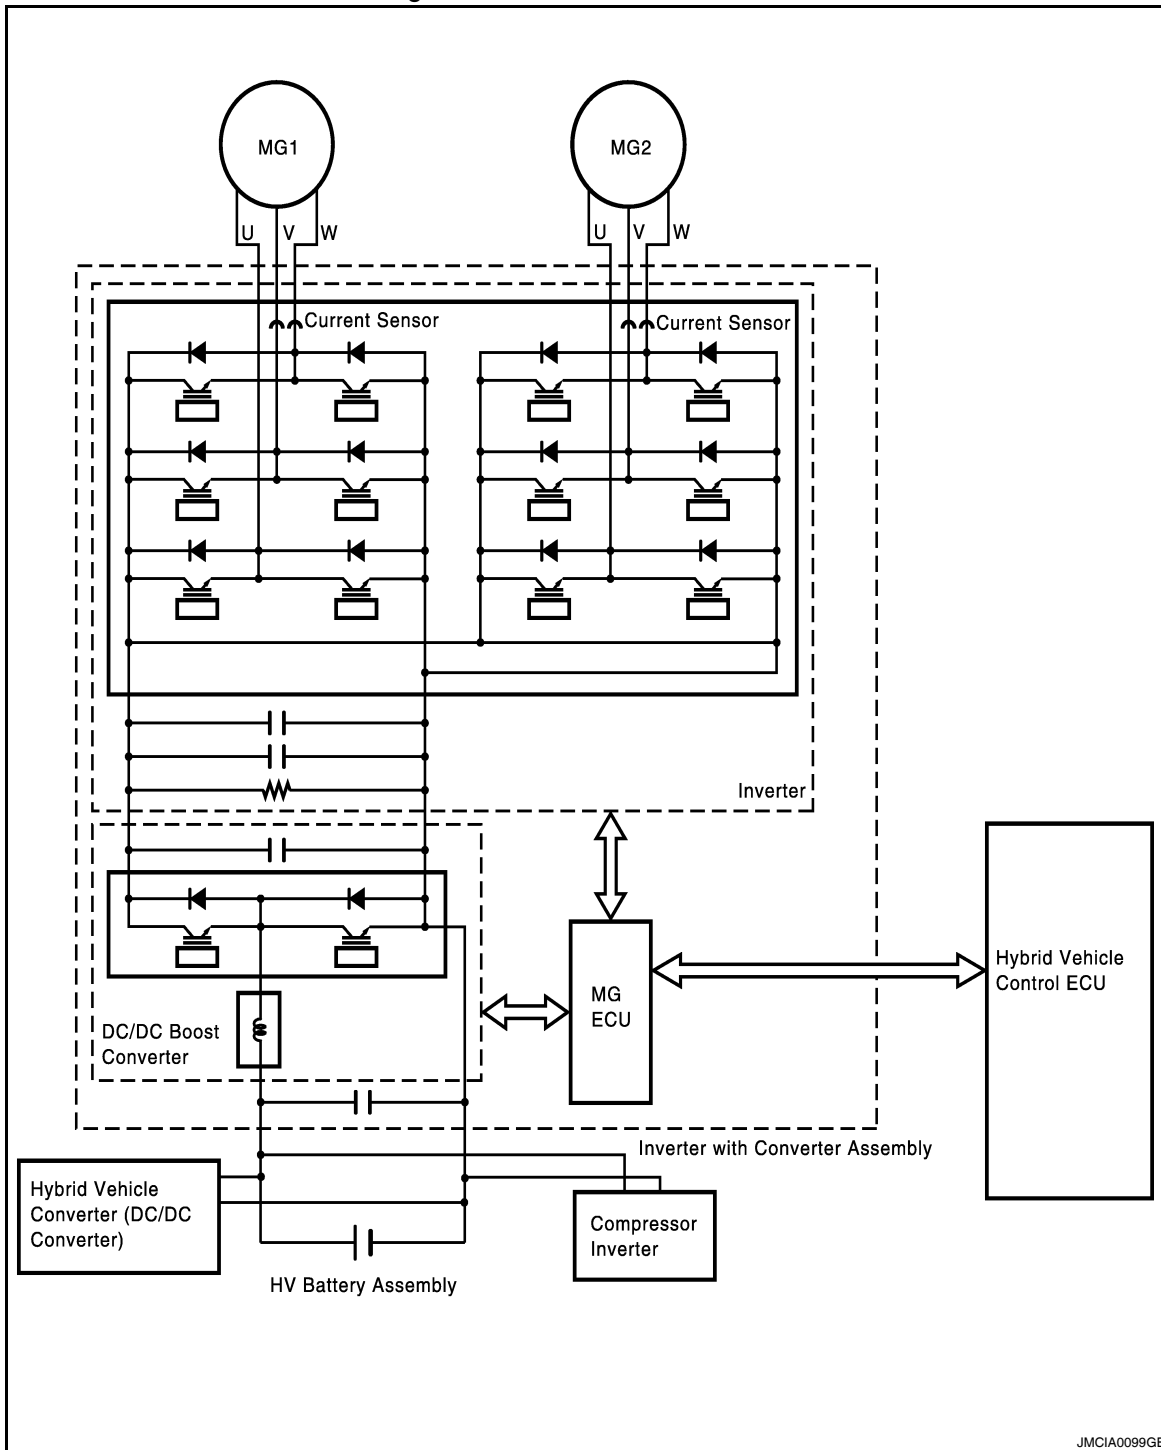 MG1
MG2
U V W
U V W
Current Sensor
Current Sensor
Inverter
DC/DC Boost
Converter
MG
ECU
Hybrid Vehicle
Control ECU
Inverter with Converter Assembly
Hybrid Vehicle
Converter (DC/DC
Converter)
Compressor
Inverter
HV Battery Assembly